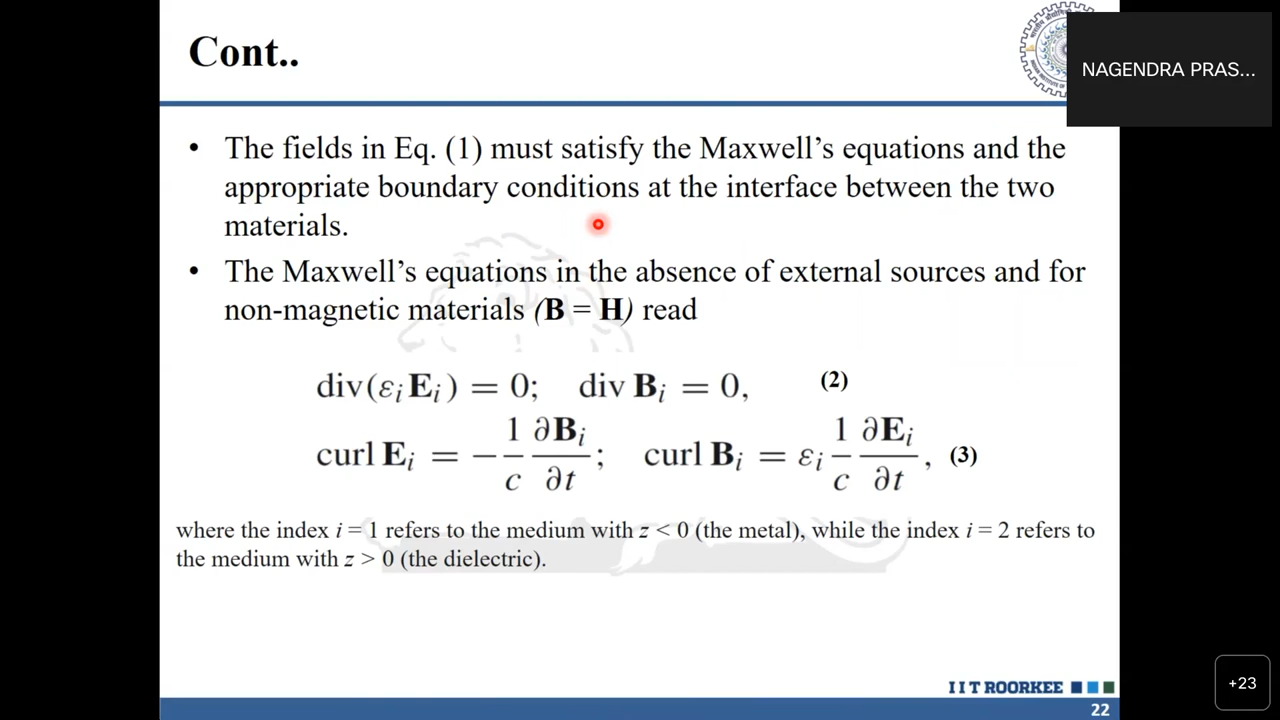 Cont..
NAGENDRA PRAS...
• The fields in Eq. (1) must satisfy the Maxwell's equations and the
appropriate boundary conditions at the interface between the two
materials.
• The Maxwell's equations in the absence of external sources and for
non-magnetic materials (B = H) read
div(εᵢ Eᵢ) = 0; div Bᵢ = 0, (2)
curl Eᵢ = −1/c ∂Bᵢ/∂t; curl Bᵢ = εᵢ 1/c ∂Eᵢ/∂t, (3)
where the index i = 1 refers to the medium with z < 0 (the metal), while the index i = 2 refers to
the medium with z > 0 (the dielectric).
+23
I I T ROORKEE
22